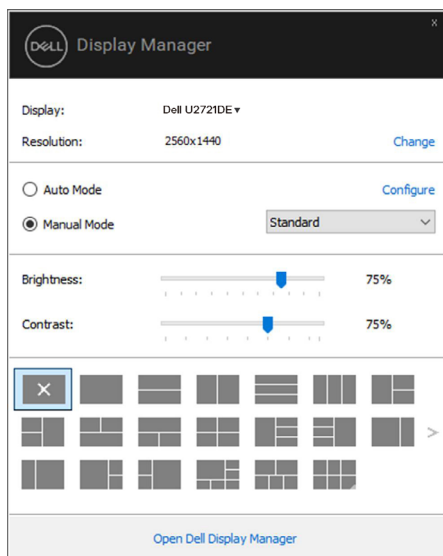 x
DELL Display Manager
Display: Dell U2721DE
Resolution: 2560x1440 Change
Auto Mode Configure
Manual Mode Standard
Brightness: 75%
Contrast: 75%
Open Dell Display Manager